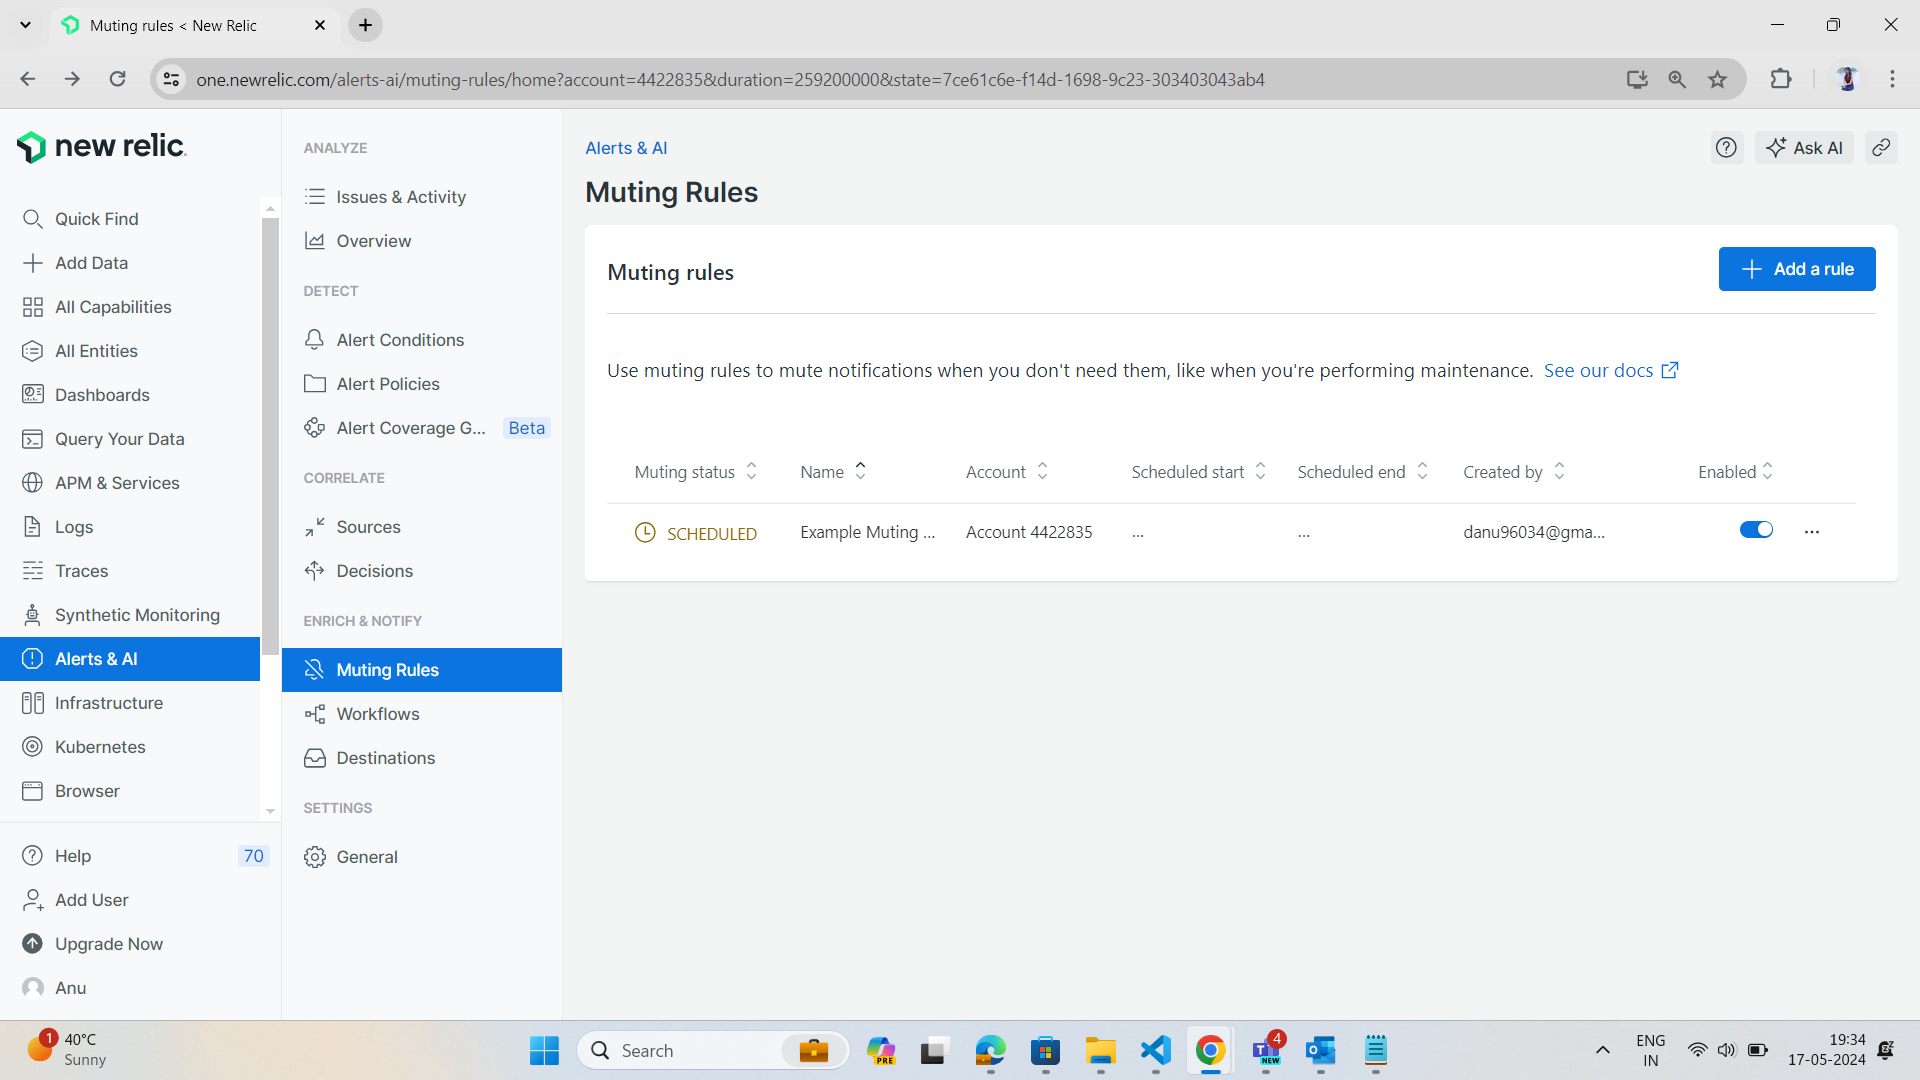 Muting rules < New Relic
one.newrelic.com/alerts-ai/muting-rules/home?account=4422835&duration=259200000&state=7ce61c6e-f14d-1698-9c23-303403043ab4
new relic.
Quick Find
Add Data
All Capabilities
All Entities
Dashboards
Query Your Data
APM & Services
Logs
Traces
Synthetic Monitoring
Alerts & AI
Infrastructure
Kubernetes
Browser
Help 70
Add User
Upgrade Now
Anu
ANALYZE
Issues & Activity
Overview
DETECT
Alert Conditions
Alert Policies
Alert Coverage G... Beta
CORRELATE
Sources
Decisions
ENRICH & NOTIFY
Muting Rules
Workflows
Destinations
SETTINGS
General
Alerts & AI
Ask AI
Muting Rules
Muting rules
Add a rule
Use muting rules to mute notifications when you don't need them, like when you're performing maintenance. See our docs
Muting status Name Account Scheduled start Scheduled end Created by Enabled
SCHEDULED Example Muting ... Account 4422835 ... ... danu96034@gma... ...
1
40°C
Sunny
Search
PRE
4
NEW
ENG
IN
19:34
17-05-2024